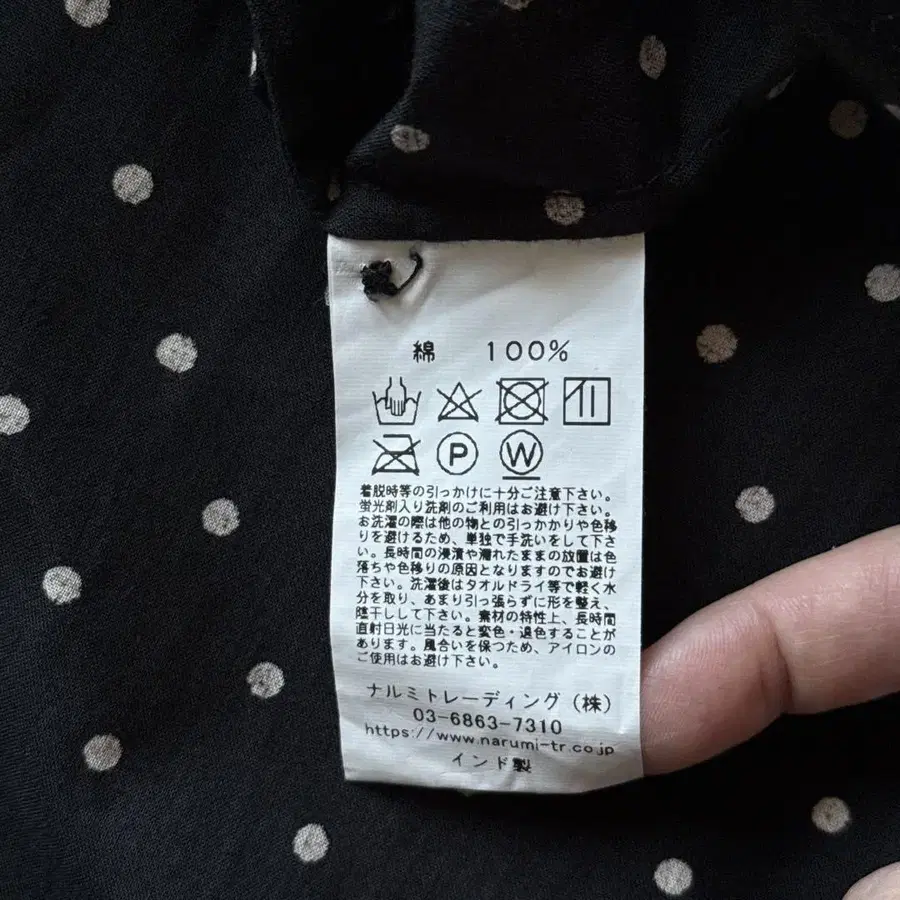 綿 100%
P W
着脱時等の引っかけに十分ご注意下さい。
蛍光剤入り洗剤のご利用はお避け下さい。
お洗濯の際は他の物との引っかかりや色移
りを避けるため、単独で手洗いをして下さ
い。長時間の浸漬や濡れたままの放置は色
落ちや色移りの原因となりますのでお避け
下さい。洗濯後はタオルドライ等で軽く水
分を取り、あまり引っ張らずに形を整え、
陰干しして下さい。素材の特性上、長時間
直射日光に当たると変色・退色することが
あります。風合いを保つため、アイロンの
ご使用はお避け下さい。
ナルミトレーディング(株)
03-6863-7310
https://www.narumi-tr.co.jp
インド製